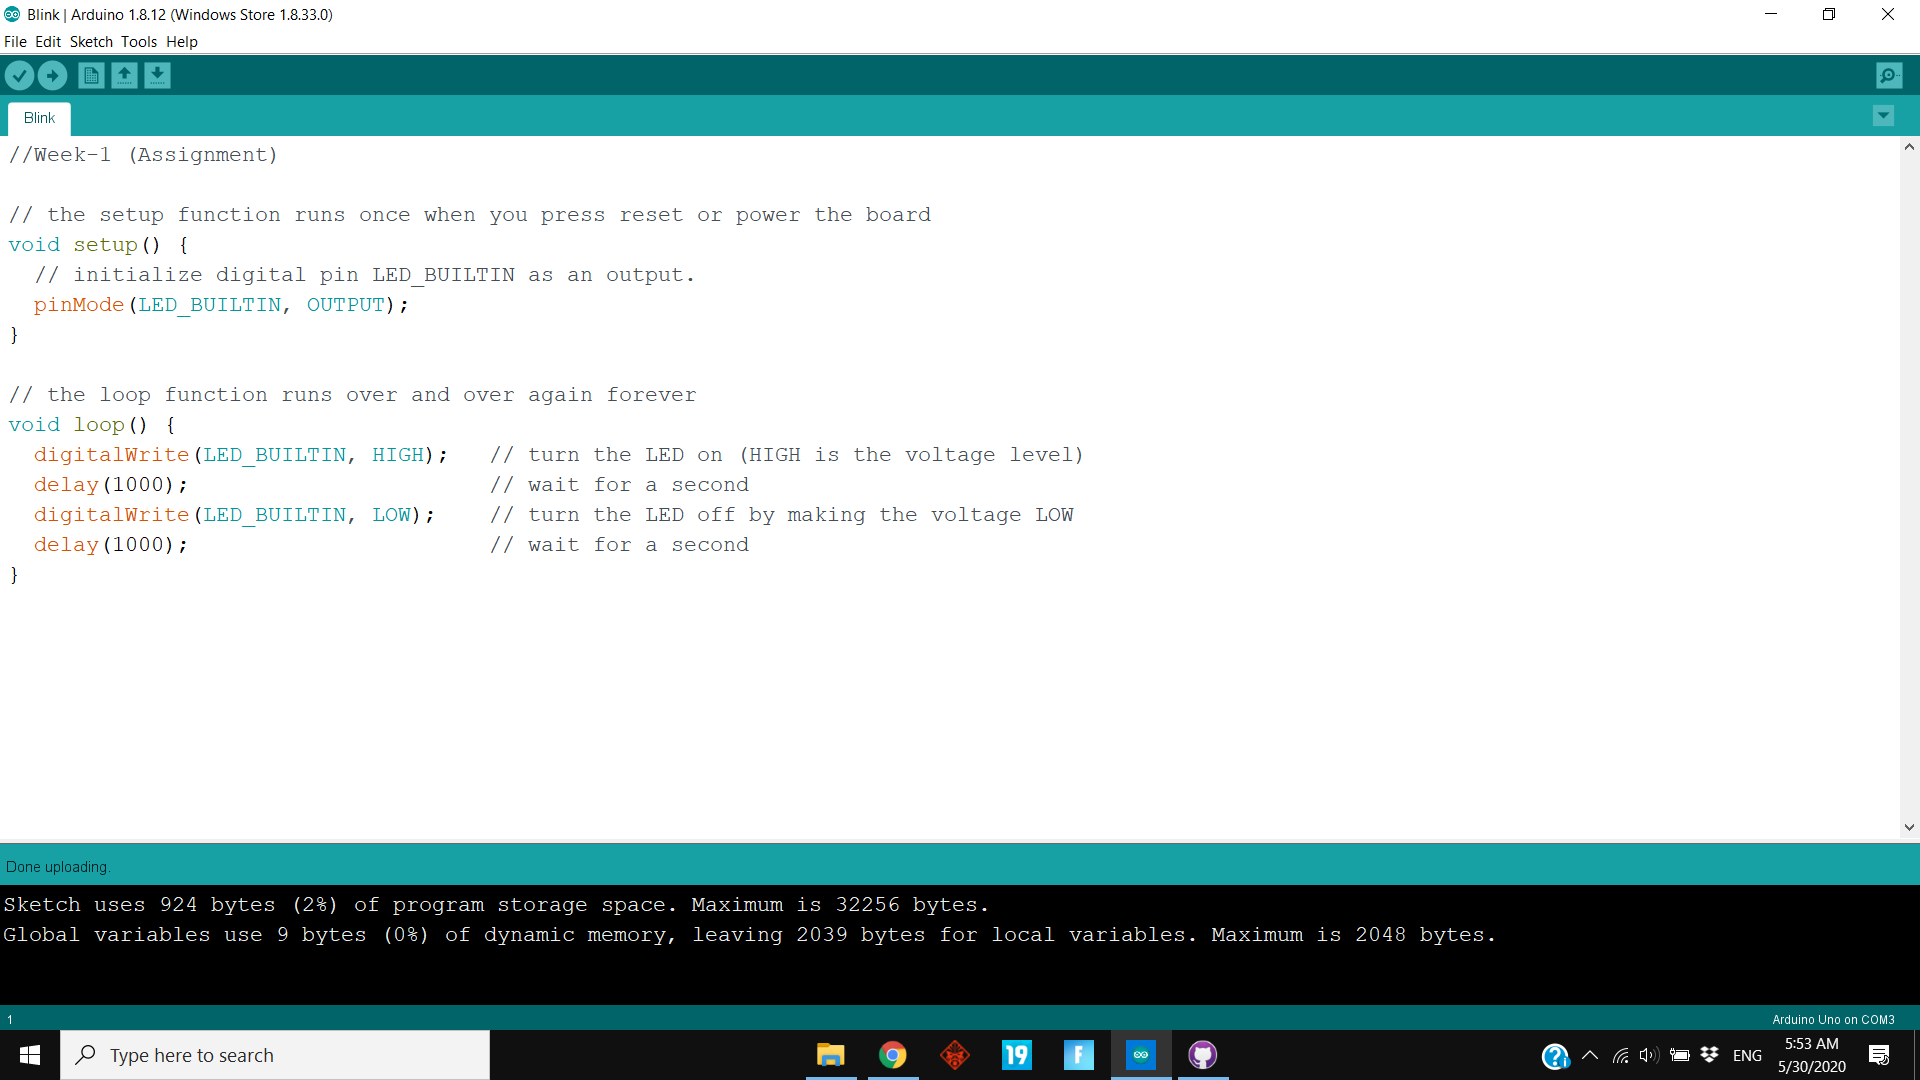 Blink | Arduino 1.8.12 (Windows Store 1.8.33.0)
File Edit Sketch Tools Help
Blink
//Week-1 (Assignment)
// the setup function runs once when you press reset or power the board
void setup() {
  // initialize digital pin LED_BUILTIN as an output.
  pinMode(LED_BUILTIN, OUTPUT);
}
// the loop function runs over and over again forever
void loop() {
  digitalWrite(LED_BUILTIN, HIGH);   // turn the LED on (HIGH is the voltage level)
  delay(1000);                       // wait for a second
  digitalWrite(LED_BUILTIN, LOW);    // turn the LED off by making the voltage LOW
  delay(1000);                       // wait for a second
}
Done uploading.
Sketch uses 924 bytes (2%) of program storage space. Maximum is 32256 bytes.
Global variables use 9 bytes (0%) of dynamic memory, leaving 2039 bytes for local variables. Maximum is 2048 bytes.
1
Arduino Uno on COM3
Type here to search
19
F
ENG
5:53 AM
5/30/2020